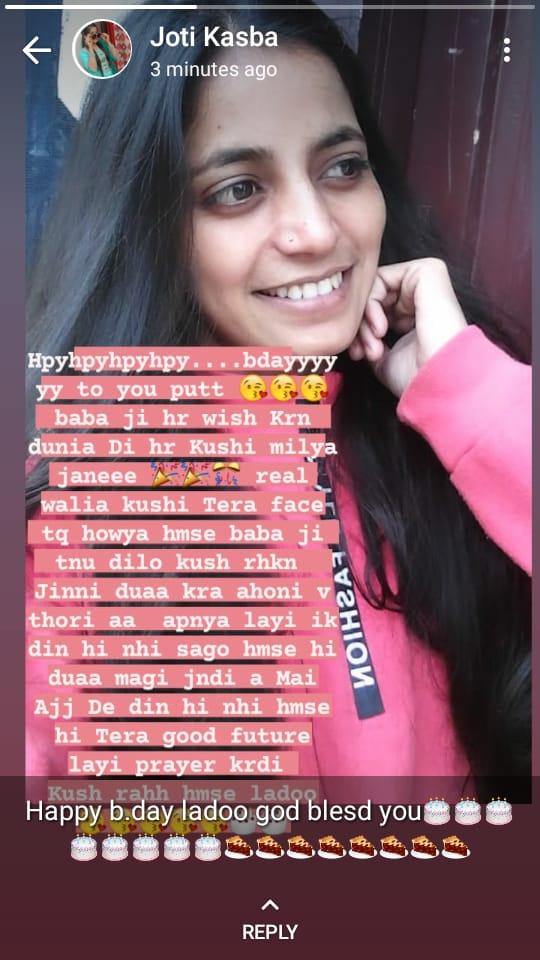 Joti Kasba
3 minutes ago
Hpyhpyhpyhpy....bdayyyy
yy to you putt 😘😘😘
baba ji hr wish Krn
dunia Di hr Kushi milya
janeee 🎉🎉🎊 real
walia kushi Tera face
tq howya hmse baba ji
tnu dilo kush rhkn
Jinni duaa kra ahoni v
thori aa apnya layi ik
din hi nhi sago hmse hi
duaa magi jndi a Mai
Ajj De din hi nhi hmse
hi Tera good future
layi prayer krdi
Kush rahh hmse ladoo
FASHION
Happy b.day ladoo god blesd you🎂🎂🎂
🎂🎂🎂🎂🎂🍰🍰🍰🍰🍰🍰🍰🍰
REPLY